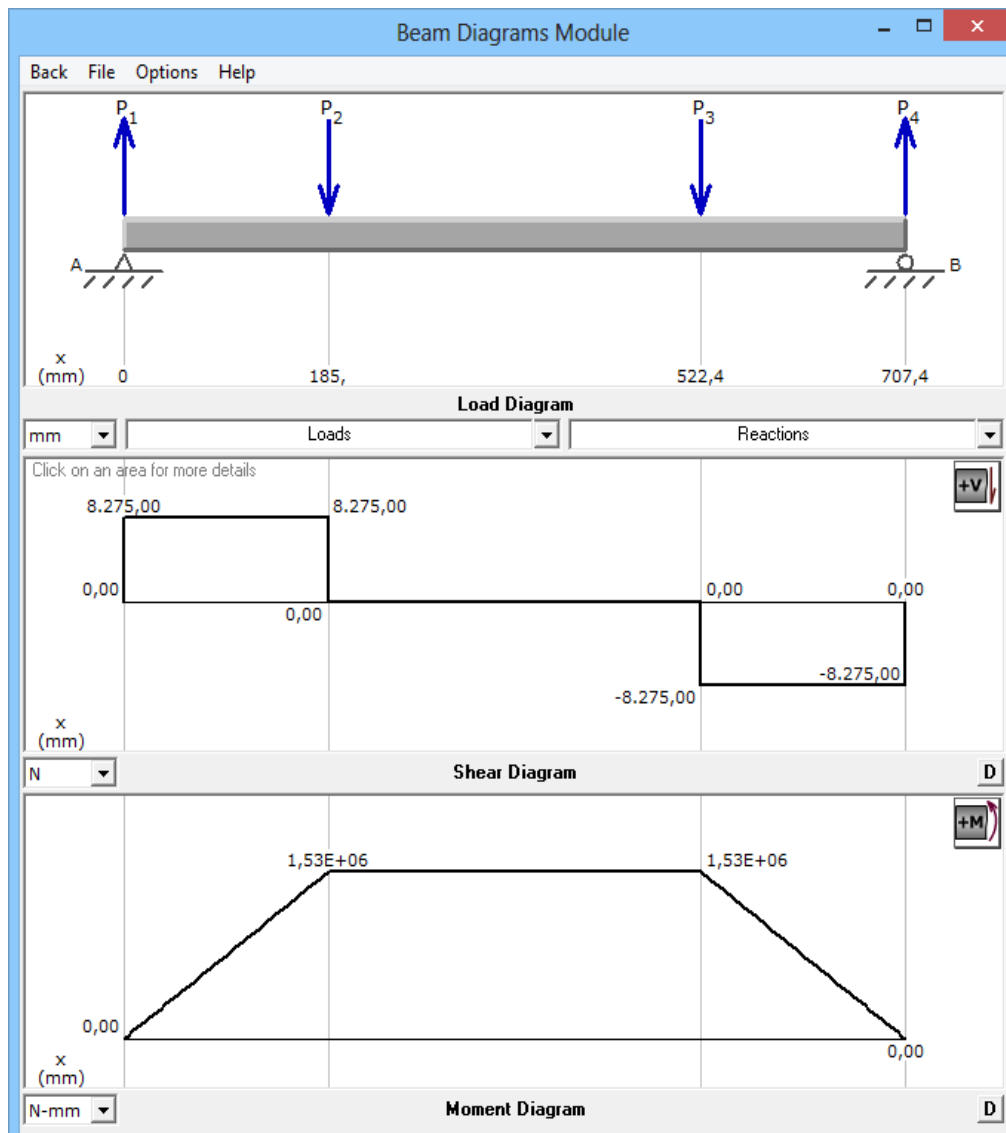 Beam Diagrams Module
Back File Options Help
P1 P2 P3 P4
A B
x
(mm) 0 185, 522,4 707,4
Load Diagram
mm Loads Reactions
Click on an area for more details
+V
8.275,00 8.275,00
0,00 0,00 0,00
0,00
-8.275,00
-8.275,00
x
(mm)
N Shear Diagram D
+M
1,53E+06 1,53E+06
0,00
0,00
x
(mm)
N-mm Moment Diagram D